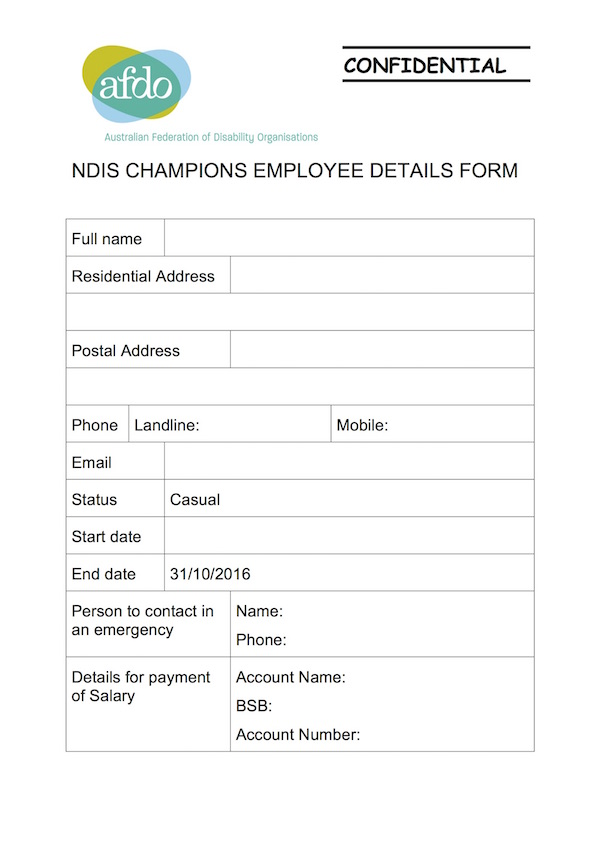 afdo
CONFIDENTIAL
Australian Federation of Disability Organisations
NDIS CHAMPIONS EMPLOYEE DETAILS FORM
Full name
Residential Address
Postal Address
Phone Landline: Mobile:
Email
Status Casual
Start date
End date 31/10/2016
Person to contact in
an emergency
Name:
Phone:
Details for payment
of Salary
Account Name:
BSB:
Account Number: